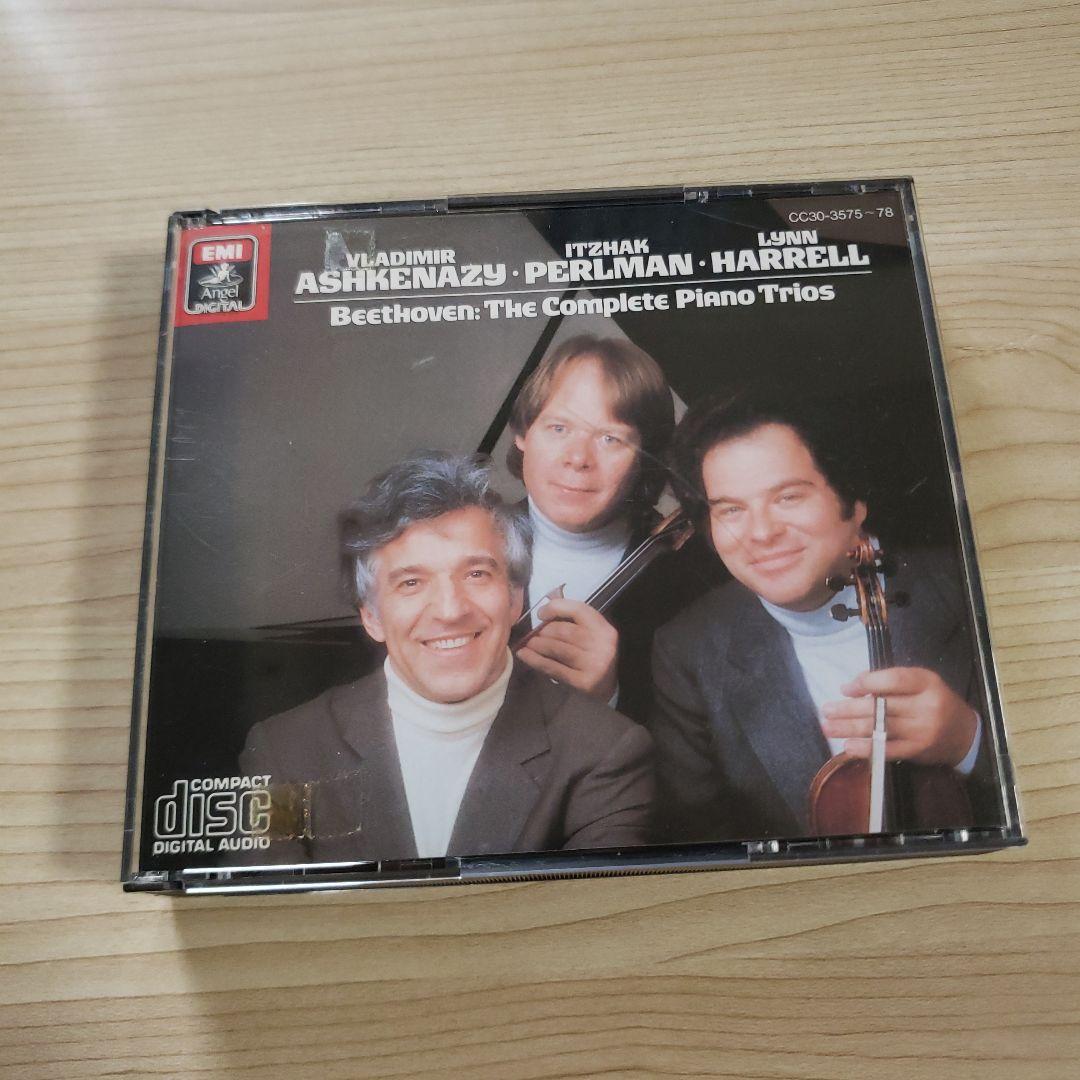 CC30-3575~78
EMI
Angel
DIGITAL
VLADIMIR ITZHAK LYNN
ASHKENAZY · PERLMAN · HARRELL
Beethoven: The Complete Piano Trios
COMPACT
disc
DIGITAL AUDIO